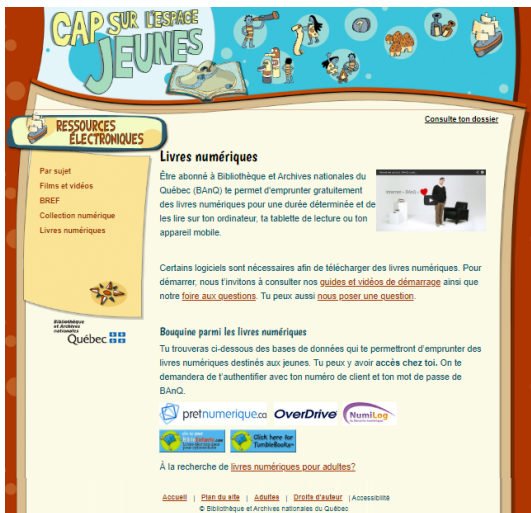 CAP SUR L'ESPACE
JEUNES
Consulte ton dossier
RESSOURCES
ÉLECTRONIQUES
Par sujet
Films et vidéos
BREF
Collection numérique
Livres numériques
Bibliothèque
et Archives
nationales
Québec
Livres numériques
Être abonné à Bibliothèque et Archives nationales du
Québec (BAnQ) te permet d'emprunter gratuitement
des livres numériques pour une durée déterminée et de
les lire sur ton ordinateur, ta tablette de lecture ou ton
appareil mobile.
Certains logiciels sont nécessaires afin de télécharger des livres numériques. Pour
démarrer, nous t'invitons à consulter nos guides et vidéos de démarrage ainsi que
notre foire aux questions. Tu peux aussi nous poser une question.
Bouquine parmi les livres numériques
Tu trouveras ci-dessous des bases de données qui te permettront d'emprunter des
livres numériques destinés aux jeunes. Tu peux y avoir accès chez toi. On te
demandera de t'authentifier avec ton numéro de client et ton mot de passe de
BAnQ.
pretnumerique.ca OverDrive NumiLog
Click here for
TumbleBooks
À la recherche de livres numériques pour adultes?
Accueil | Plan du site | Adultes | Droits d'auteur | Accessibilité
© Bibliothèque et Archives nationales du Québec